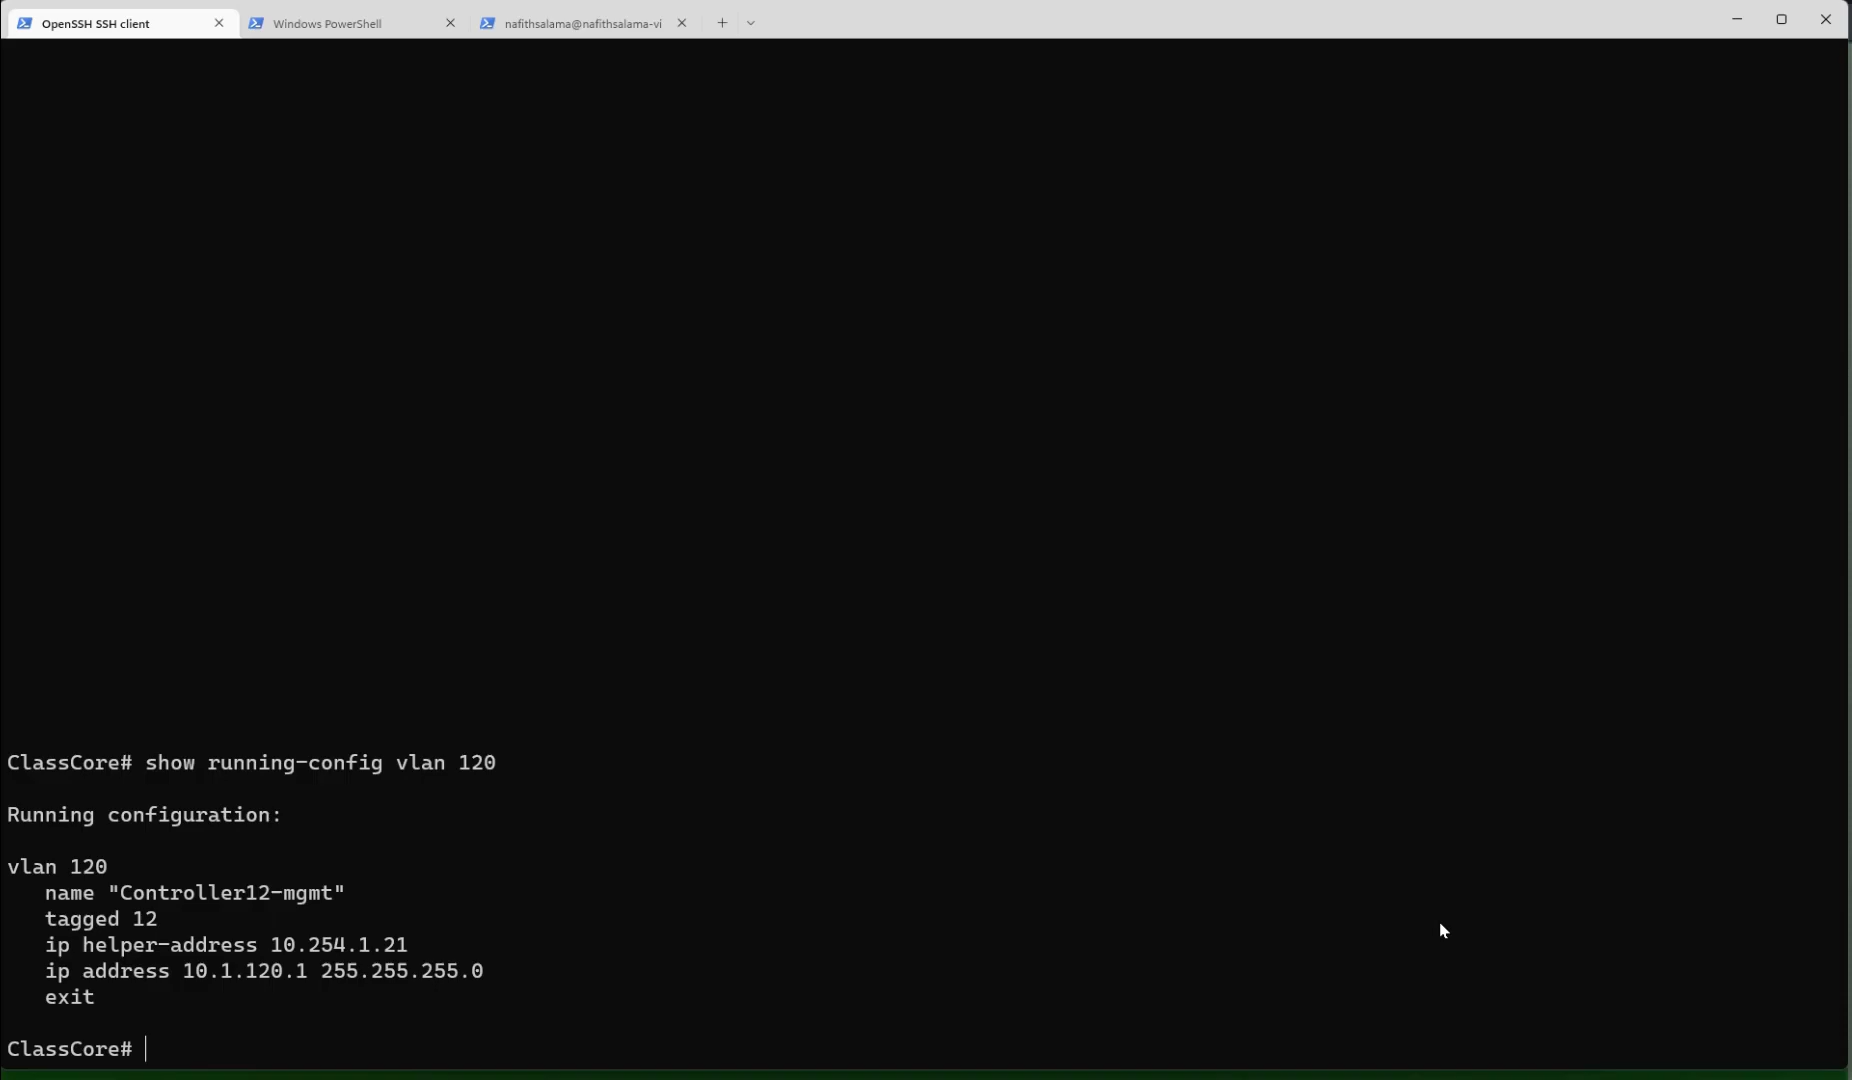 OpenSSH SSH client
Windows PowerShell
nafithsalama@nafithsalama-vi
ClassCore# show running-config vlan 120
Running configuration:
vlan 120
name "Controller12-mgmt"
tagged 12
ip helper-address 10.254.1.21
ip address 10.1.120.1 255.255.255.0
exit
ClassCore#